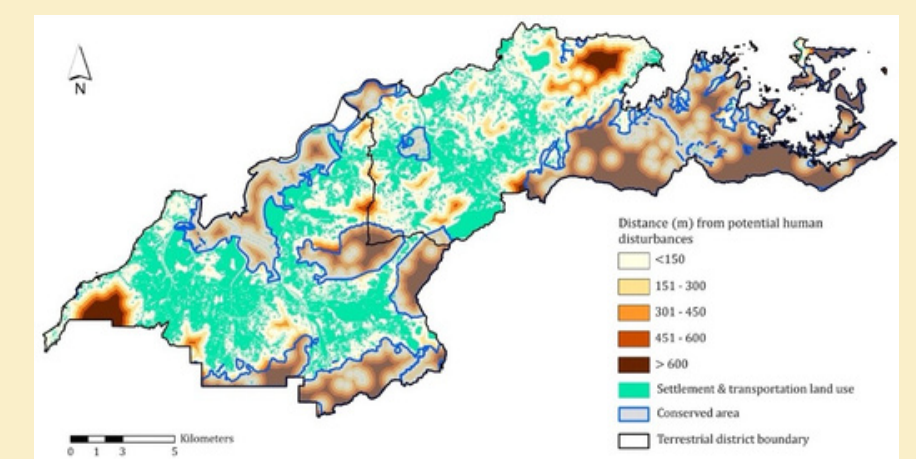 N
Distance (m) from potential human
disturbances
<150
151 - 300
301 - 450
451 - 600
> 600
Settlement & transportation land use
Conserved area
Terrestrial district boundary
Kilometers
0 1 3 5